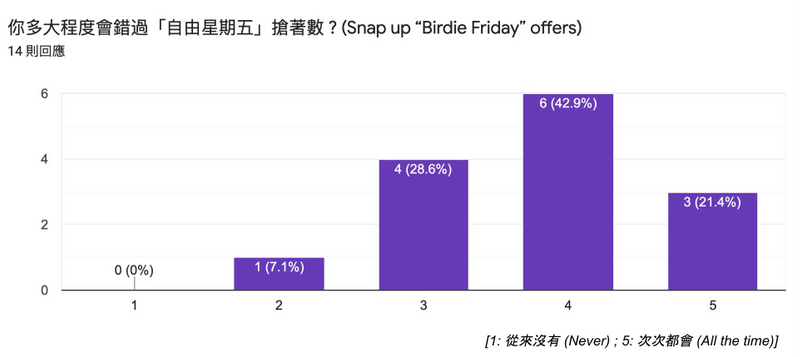 你多大程度會錯過「自由星期五」搶著數？(Snap up “Birdie Friday” offers)
14 則回應
6
4
2
0
0 (0%)
1 (7.1%)
4 (28.6%)
6 (42.9%)
3 (21.4%)
1 2 3 4 5
[1: 從來沒有 (Never) ; 5: 次次都會 (All the time)]